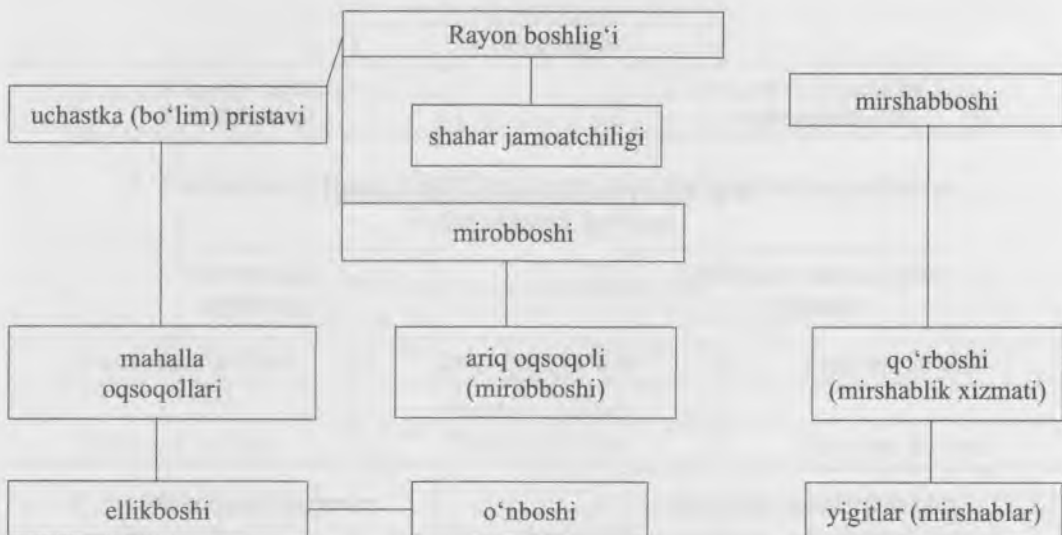 Rayon boshlig‘i
uchastka (bo‘lim) pristavi
shahar jamoatchiligi
mirshabboshi
mirobboshi
mahalla
oqsoqollari
ariq oqsoqoli
(mirobboshi)
qo‘rboshi
(mirshablik xizmati)
ellikboshi
o‘nboshi
yigitlar (mirshablar)